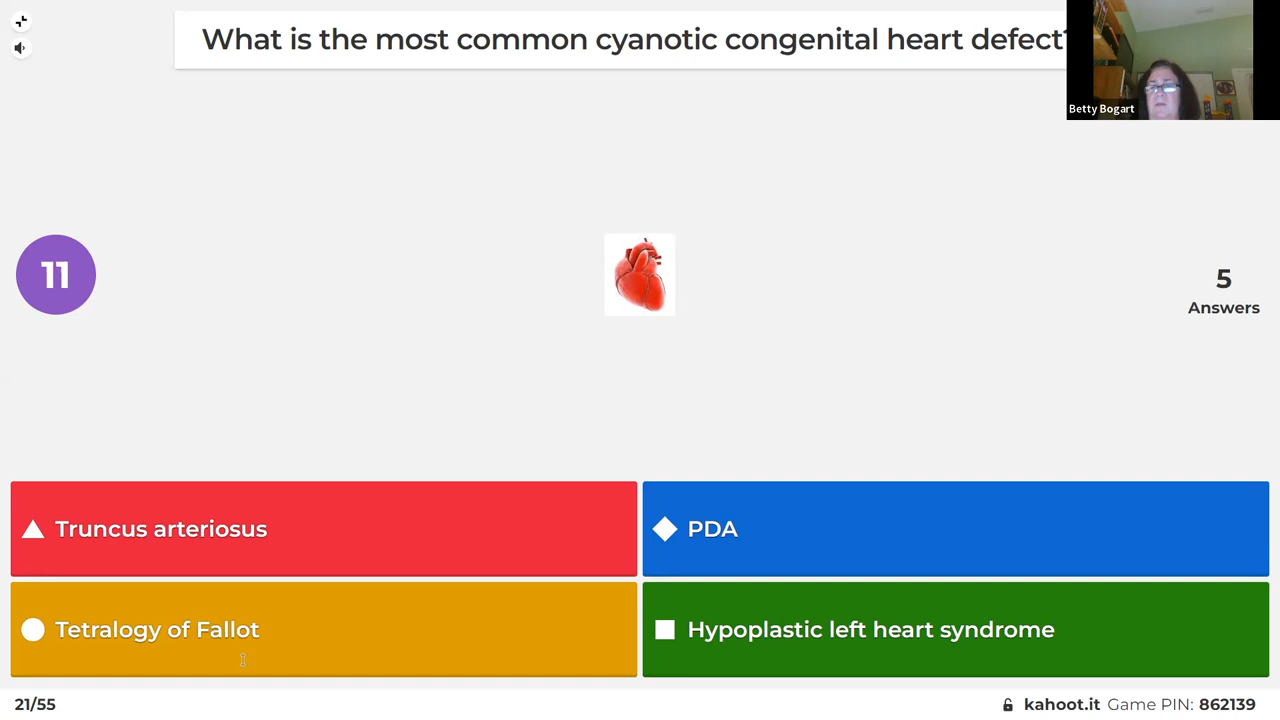 What is the most common cyanotic congenital heart defect?
Betty Bogart
11
5
Answers
Truncus arteriosus
PDA
Tetralogy of Fallot
Hypoplastic left heart syndrome
21/55
kahoot.it Game PIN: 862139